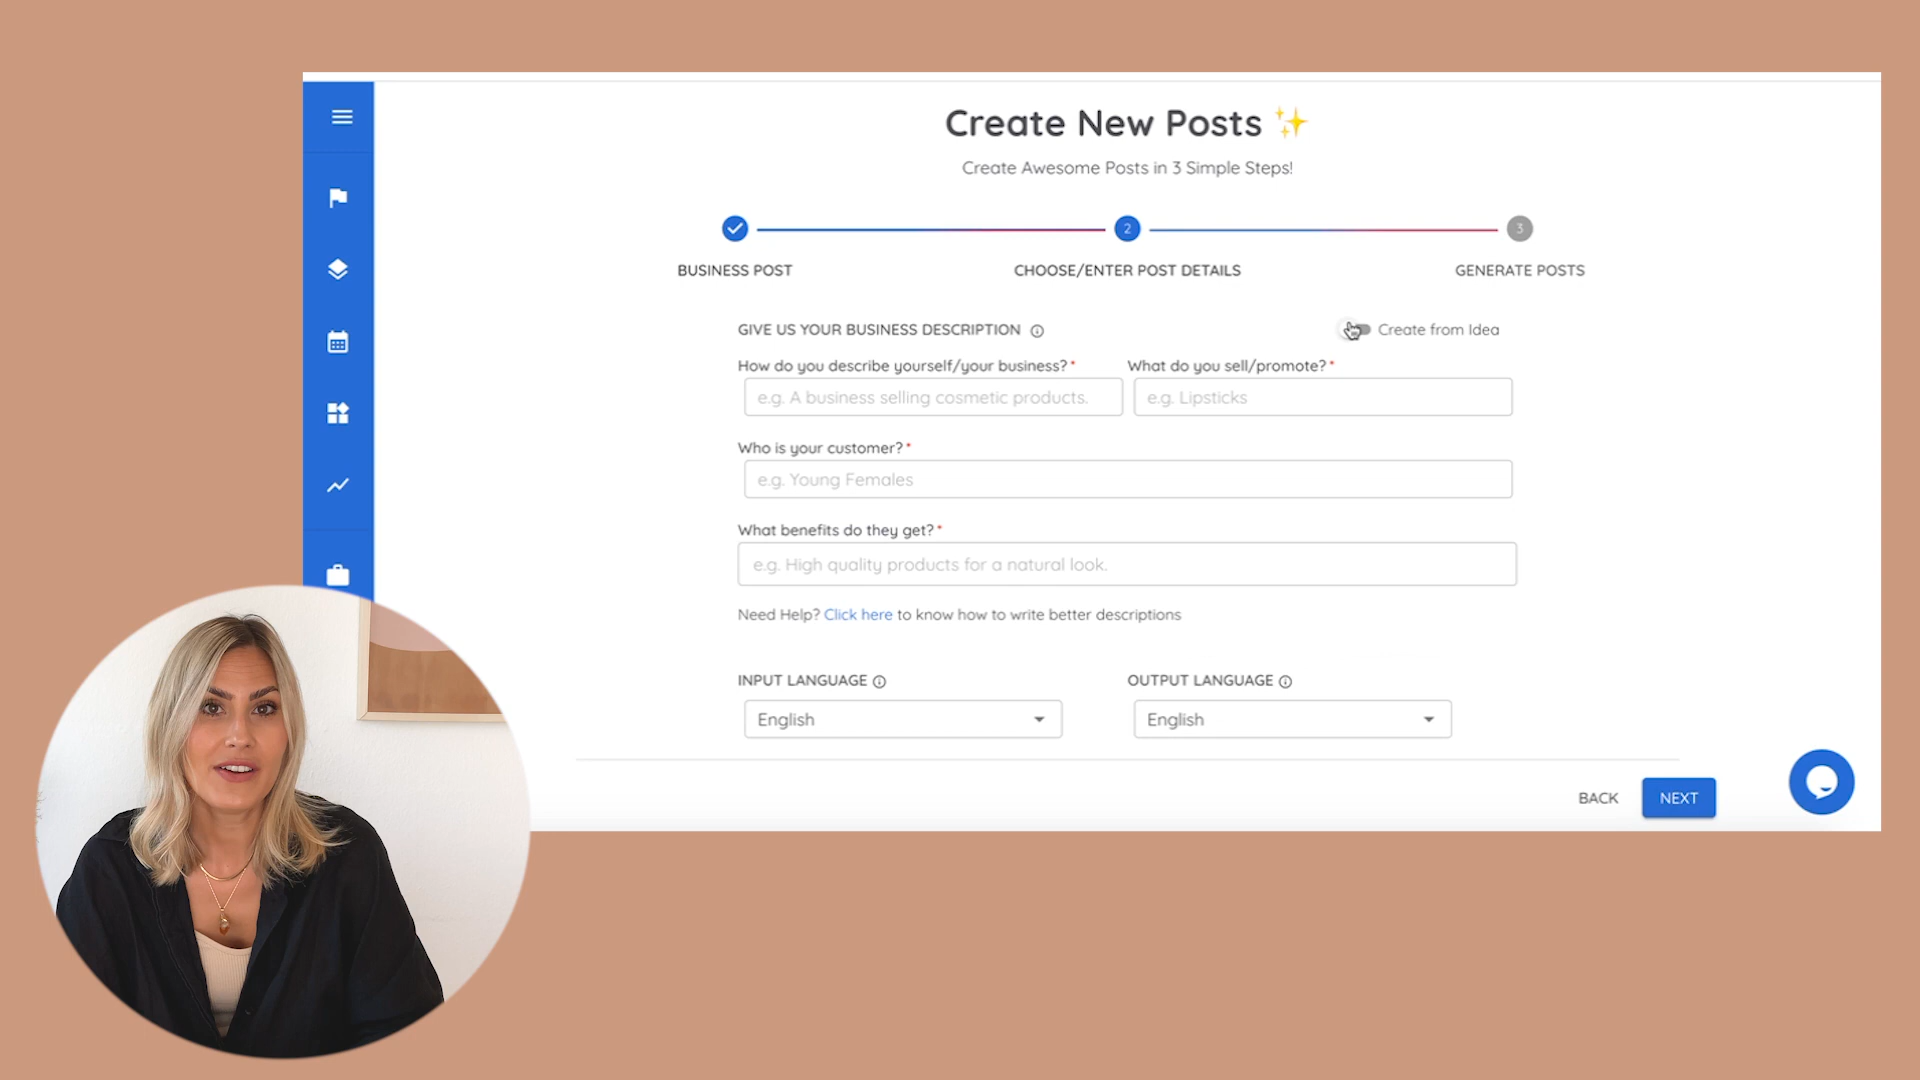 Create New Posts ✨
Create Awesome Posts in 3 Simple Steps!
2
3
BUSINESS POST
CHOOSE/ENTER POST DETAILS
GENERATE POSTS
GIVE US YOUR BUSINESS DESCRIPTION
Create from Idea
How do you describe yourself/your business? *
What do you sell/promote? *
e.g. A business selling cosmetic products.
e.g. Lipsticks
Who is your customer? *
e.g. Young Females
What benefits do they get? *
e.g. High quality products for a natural look.
Need Help? Click here to know how to write better descriptions
INPUT LANGUAGE
OUTPUT LANGUAGE
English
English
BACK
NEXT